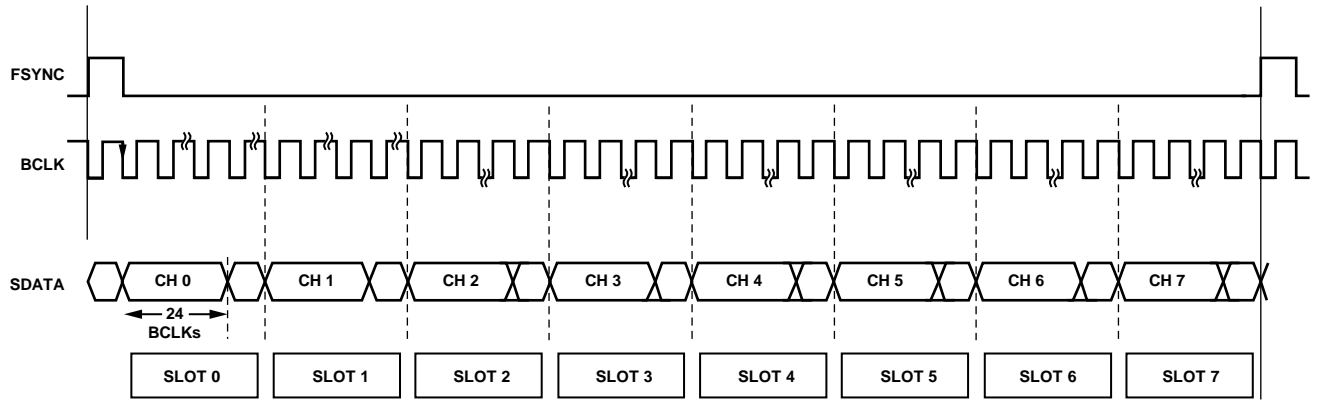 FSYNC
BCLK
SDATA
CH 0
CH 1
CH 2
CH 3
CH 4
CH 5
CH 6
CH 7
24
BCLKs
SLOT 0
SLOT 1
SLOT 2
SLOT 3
SLOT 4
SLOT 5
SLOT 6
SLOT 7